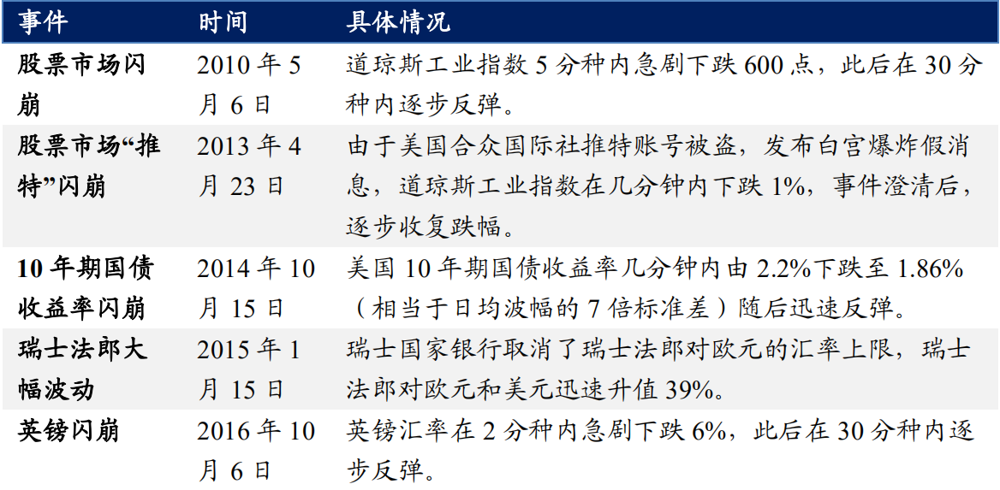 事件 时间 具体情况
股票市场闪 2010 年 5 道琼斯工业指数 5 分种内急剧下跌 600 点，此后在 30 分
崩 月 6 日 种内逐步反弹。
股票市场“推 2013 年 4 由于美国合众国际社推特账号被盗，发布白宫爆炸假消
特”闪崩 月 23 日 息，道琼斯工业指数在几分钟内下跌 1%，事件澄清后，
逐步收复跌幅。
10 年期国债 2014 年 10 美国 10 年期国债收益率几分钟内由 2.2%下跌至 1.86%
收益率闪崩 月 15 日 （相当于日均波幅的 7 倍标准差）随后迅速反弹。
瑞士法郎大 2015 年 1 瑞士国家银行取消了瑞士法郎对欧元的汇率上限，瑞士
幅波动 月 15 日 法郎对欧元和美元迅速升值 39%。
英镑闪崩 2016 年 10 英镑汇率在 2 分种内急剧下跌 6%，此后在 30 分种内逐
月 6 日 步反弹。